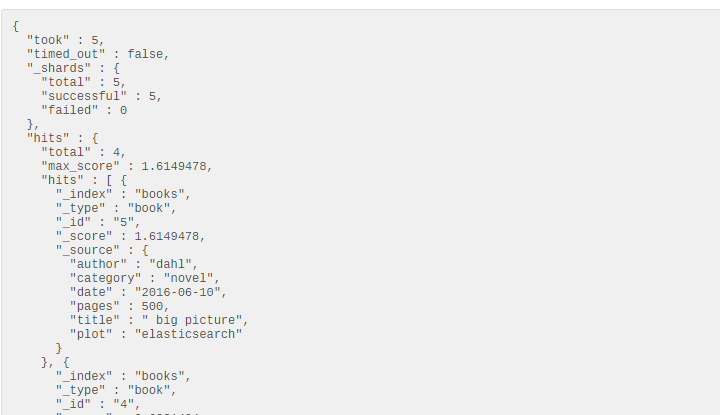 {
  "took" : 5,
  "timed_out" : false,
  "_shards" : {
    "total" : 5,
    "successful" : 5,
    "failed" : 0
  },
  "hits" : {
    "total" : 4,
    "max_score" : 1.6149478,
    "hits" : [ {
      "_index" : "books",
      "_type" : "book",
      "_id" : "5",
      "_score" : 1.6149478,
      "_source" : {
        "author" : "dahl",
        "category" : "novel",
        "date" : "2016-06-10",
        "pages" : 500,
        "title" : " big picture",
        "plot" : "elasticsearch"
      }
    }, {
      "_index" : "books",
      "_type" : "book",
      "_id" : "4",